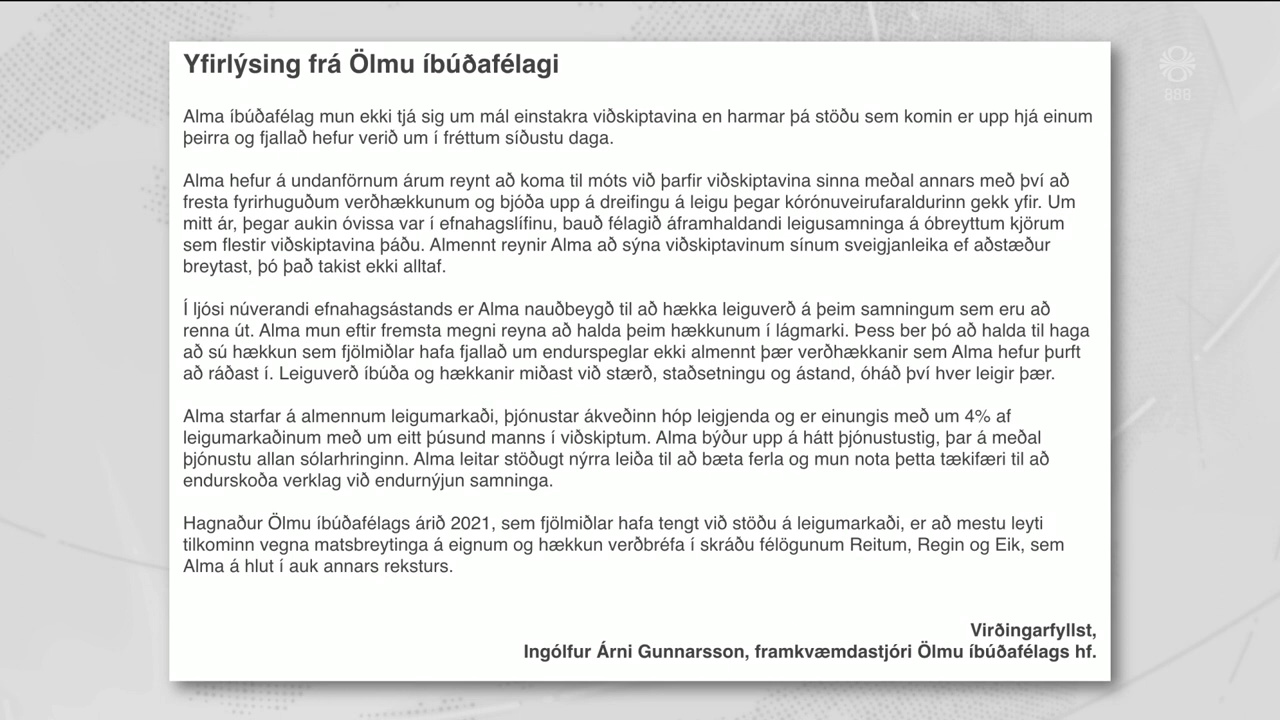 Yfirlýsing frá Ölmu íbúðafélagi
888
Alma íbúðafélag mun ekki tjá sig um mál einstakra viðskiptavina en harmar þá stöðu sem komin er upp hjá einum
þeirra og fjallað hefur verið um í fréttum síðustu daga.
Alma hefur á undanförnum árum reynt að koma til móts við þarfir viðskiptavina sinna meðal annars með því að
fresta fyrirhuguðum verðhækkunum og bjóða upp á dreifingu á leigu þegar kórónuveirufaraldurinn gekk yfir. Um
mitt ár, þegar aukin óvissa var í efnahagslífinu, bauð félagið áframhaldandi leigusamninga á óbreyttum kjörum
sem flestir viðskiptavina þáðu. Almennt reynir Alma að sýna viðskiptavinum sínum sveigjanleika ef aðstæður
breytast, þó það takist ekki alltaf.
Í ljósi núverandi efnahagsástands er Alma nauðbeygð til að hækka leiguverð á þeim samningum sem eru að
renna út. Alma mun eftir fremsta megni reyna að halda þeim hækkunum í lágmarki. Þess ber þó að halda til haga
að sú hækkun sem fjölmiðlar hafa fjallað um endurspeglar ekki almennt þær verðhækkanir sem Alma hefur þurft
að ráðast í. Leiguverð íbúða og hækkanir miðast við stærð, staðsetningu og ástand, óháð því hver leigir þær.
Alma starfar á almennum leigumarkaði, þjónustar ákveðinn hóp leigjenda og er einungis með um 4% af
leigumarkaðinum með um eitt þúsund manns í viðskiptum. Alma býður upp á hátt þjónustustig, þar á meðal
þjónustu allan sólarhringinn. Alma leitar stöðugt nýrra leiða til að bæta ferla og mun nota þetta tækifæri til að
endurskoða verklag við endurnýjun samninga.
Hagnaður Ölmu íbúðafélags árið 2021, sem fjölmiðlar hafa tengt við stöðu á leigumarkaði, er að mestu leyti
tilkominn vegna matsbreytinga á eignum og hækkun verðbréfa í skráðu félögunum Reitum, Regin og Eik, sem
Alma á hlut í auk annars reksturs.
Virðingarfyllst,
Ingólfur Árni Gunnarsson, framkvæmdastjóri Ölmu íbúðafélags hf.